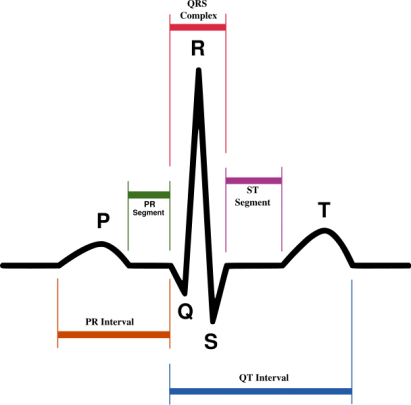 QRS
Complex
R
PR
Segment
ST
Segment
P
T
Q
S
PR Interval
QT Interval